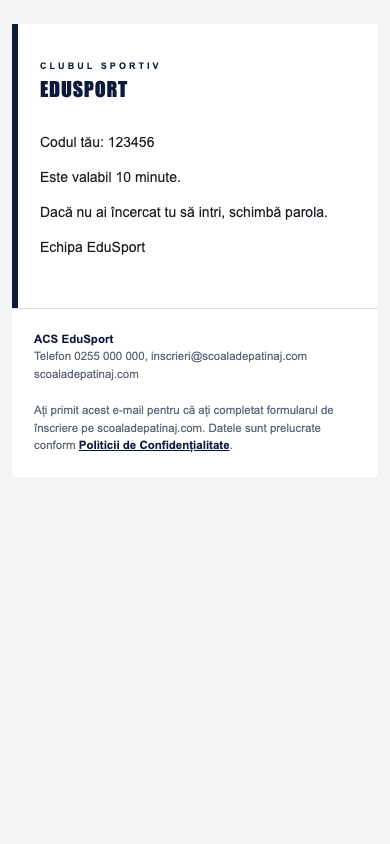 CLUBUL SPORTIV
EDUSPORT
Codul tău: 123456
Este valabil 10 minute.
Dacă nu ai încercat tu să intri, schimbă parola.
Echipa EduSport
ACS EduSport
Telefon 0255 000 000, inscrieri@scoaladepatinaj.com
scoaladepatinaj.com
Ați primit acest e-mail pentru că ați completat formularul de
înscriere pe scoaladepatinaj.com. Datele sunt prelucrate
conform Politicii de Confidențialitate.